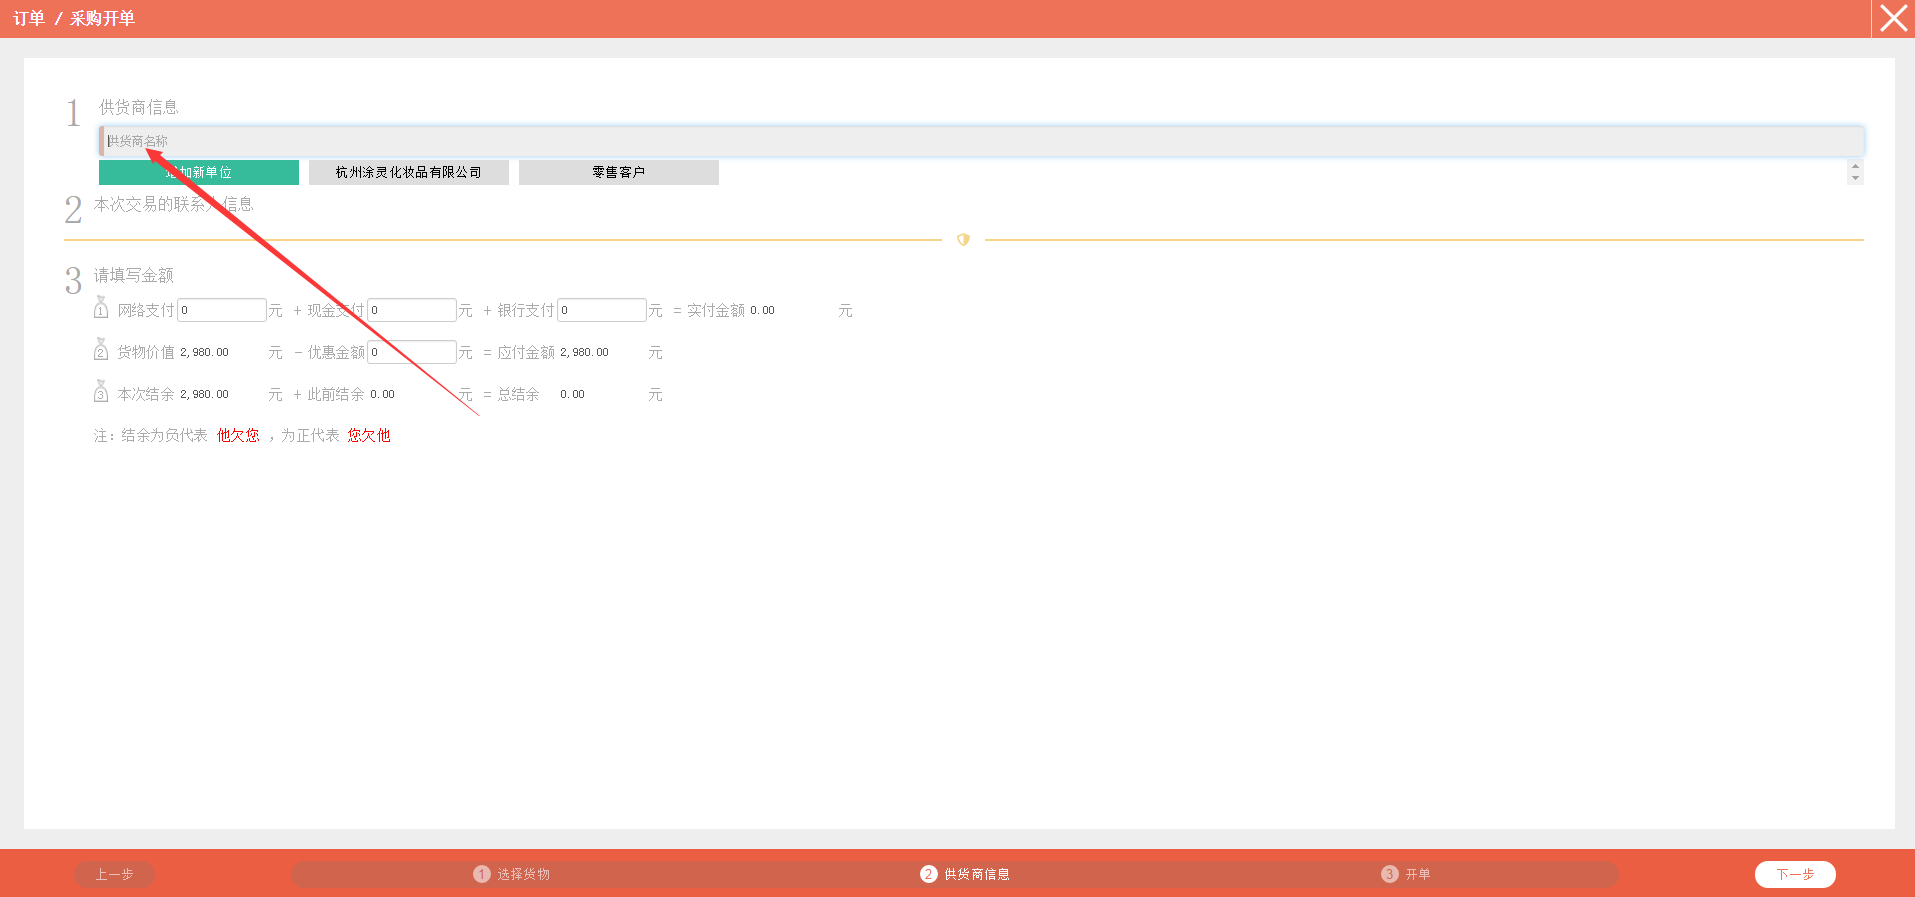 订单 / 采购开单
1 供货商信息
供货商名称
增加新单位 杭州涂灵化妆品有限公司 零售客户
2 本次交易的联系人信息
3 请填写金额
1 网络支付 0 元 + 现金支付 0 元 + 银行支付 0 元 = 实付金额 0.00 元
2 货物价值 2,980.00 元 - 优惠金额 0 元 = 应付金额 2,980.00 元
3 本次结余 2,980.00 元 + 此前结余 0.00 元 = 总结余 0.00 元
注：结余为负代表 他欠您 ，为正代表 您欠他
上一步 1 选择货物 2 供货商信息 3 开单 下一步